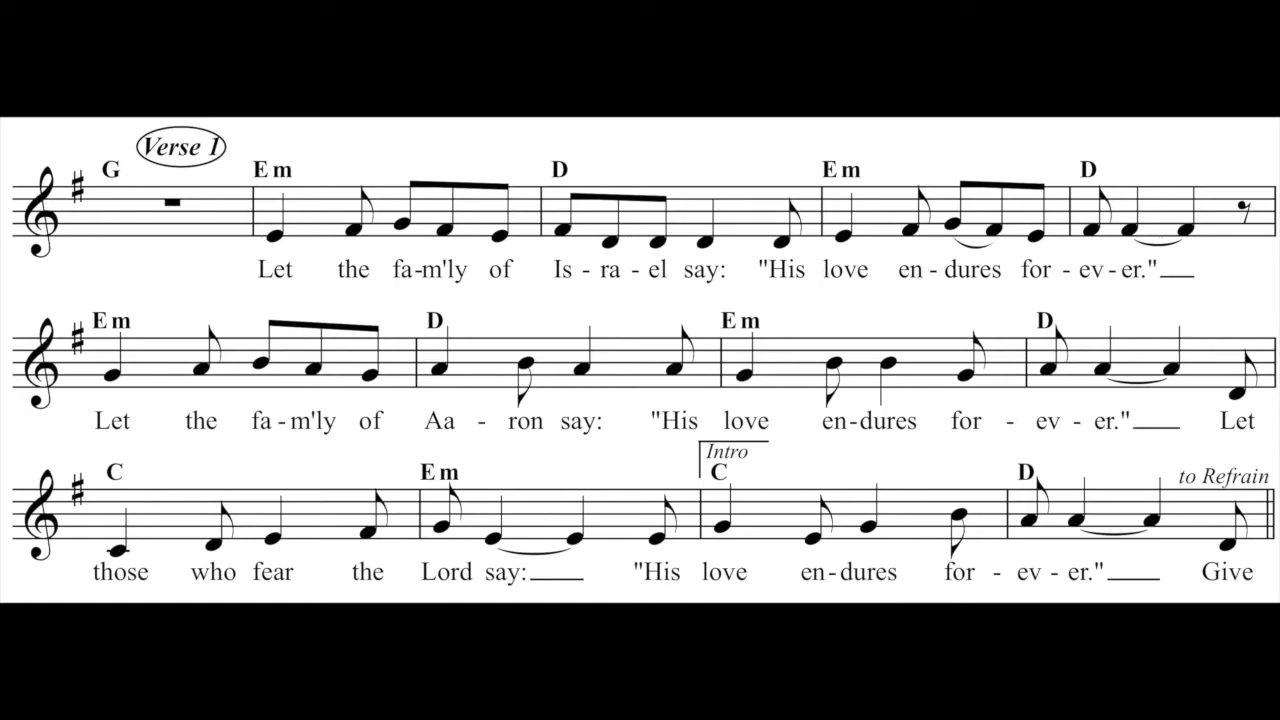 Verse 1
G Em D Em D
Let the fa-m'ly of Is - ra - el say: "His love en - dures for - ev - er."
Em D Em D
Let the fa - m'ly of Aa - ron say: "His love en - dures for - ev - er." Let
Intro
C Em C D to Refrain
those who fear the Lord say: "His love en - dures for - ev - er." Give